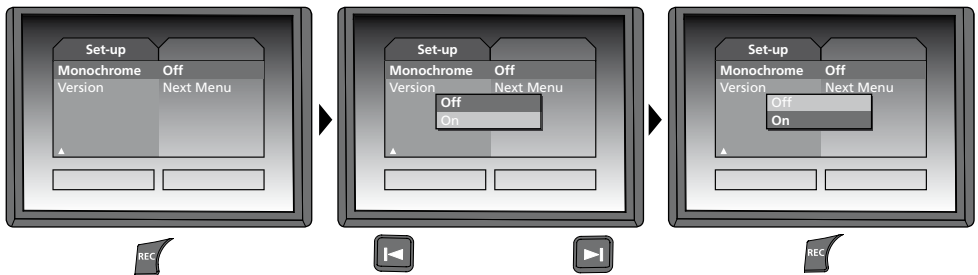 Set-up
Monochrome Off
Version Next Menu
REC
Set-up
Monochrome Off
Version Next Menu
Off
On
Set-up
Monochrome Off
Version Next Menu
Off
On
REC